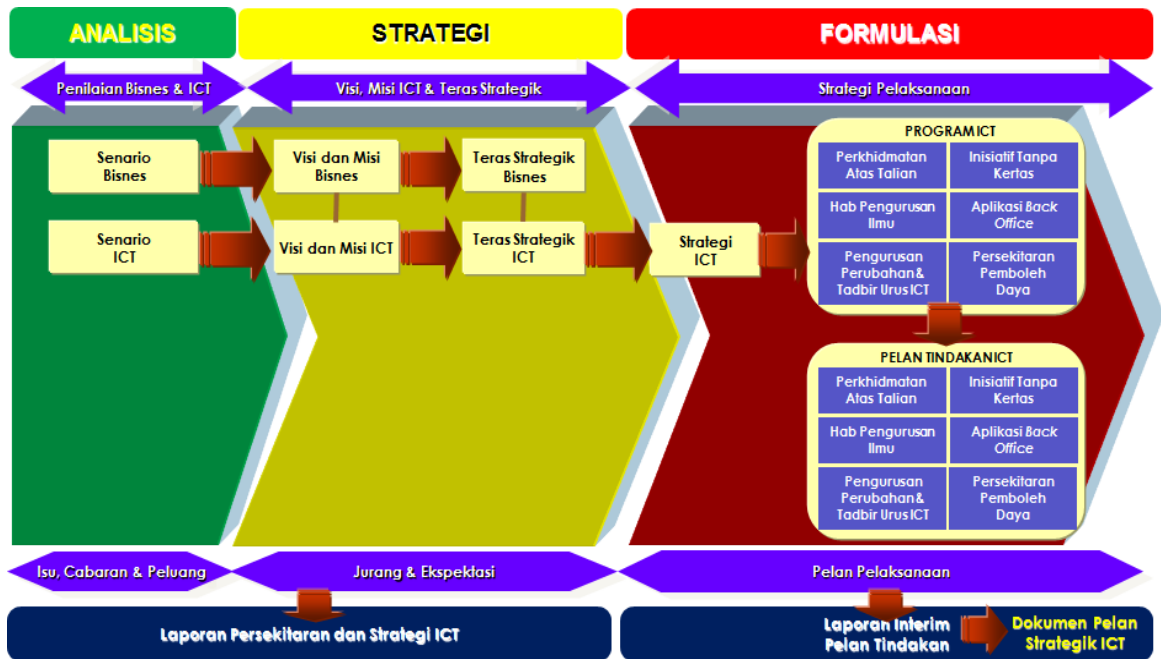 ANALISIS
STRATEGI
FORMULASI
Penilaian Bisnes & ICT
Visi, Misi ICT & Teras Strategik
Strategi Pelaksanaan
Senario
Bisnes
Visi dan Misi
Bisnes
Teras Strategik
Bisnes
Senario
ICT
Visi dan Misi ICT
Teras Strategik
ICT
Strategi
ICT
PROGRAM ICT
Perkhidmatan
Atas Talian
Inisiatif Tanpa
Kertas
Hab Pengurusan
Ilmu
Aplikasi Back
Office
Pengurusan
Perubahan &
Tadbir Urus ICT
Persekitaran
Pemboleh
Daya
PELAN TINDAKAN ICT
Perkhidmatan
Atas Talian
Inisiatif Tanpa
Kertas
Hab Pengurusan
Ilmu
Aplikasi Back
Office
Pengurusan
Perubahan &
Tadbir Urus ICT
Persekitaran
Pemboleh
Daya
Isu, Cabaran & Peluang
Jurang & Ekspektasi
Pelan Pelaksanaan
Laporan Persekitaran dan Strategi ICT
Laporan Interim
Pelan Tindakan
Dokumen Pelan
Strategik ICT